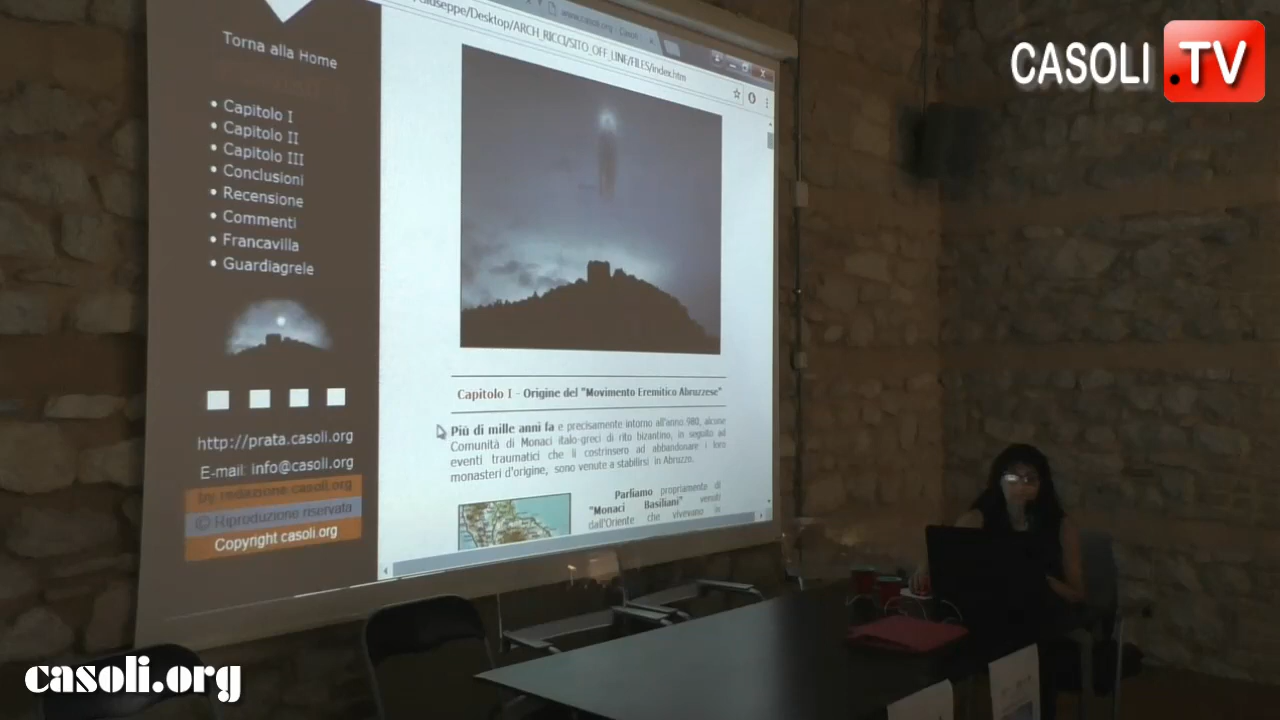 Torna alla Home
• Capitolo I
• Capitolo II
• Capitolo III
• Conclusioni
• Recensione
• Commenti
• Francavilla
• Guardiagrele
http://prata.casoli.org
E-mail: info@casoli.org
by redazione casoli.org
© Riproduzione riservata
Copyright casoli.org
www.casoli.org
/Desktop/ARCH_RICCI/SITO_OFF_LINE/FILES/index.htm
Capitolo I - Origine del "Movimento Eremitico Abruzzese"
Più di mille anni fa e precisamente intorno all'anno 980, alcune
Comunità di Monaci italo-greci di rito bizantino, in seguito ad
eventi traumatici che li costrinsero ad abbandonare i loro
monasteri d'origine, sono venute a stabilirsi in Abruzzo.
Parliamo propriamente di
"Monaci Basiliani" venuti
dall'Oriente che vivevano in
CASOLI .TV
casoli.org